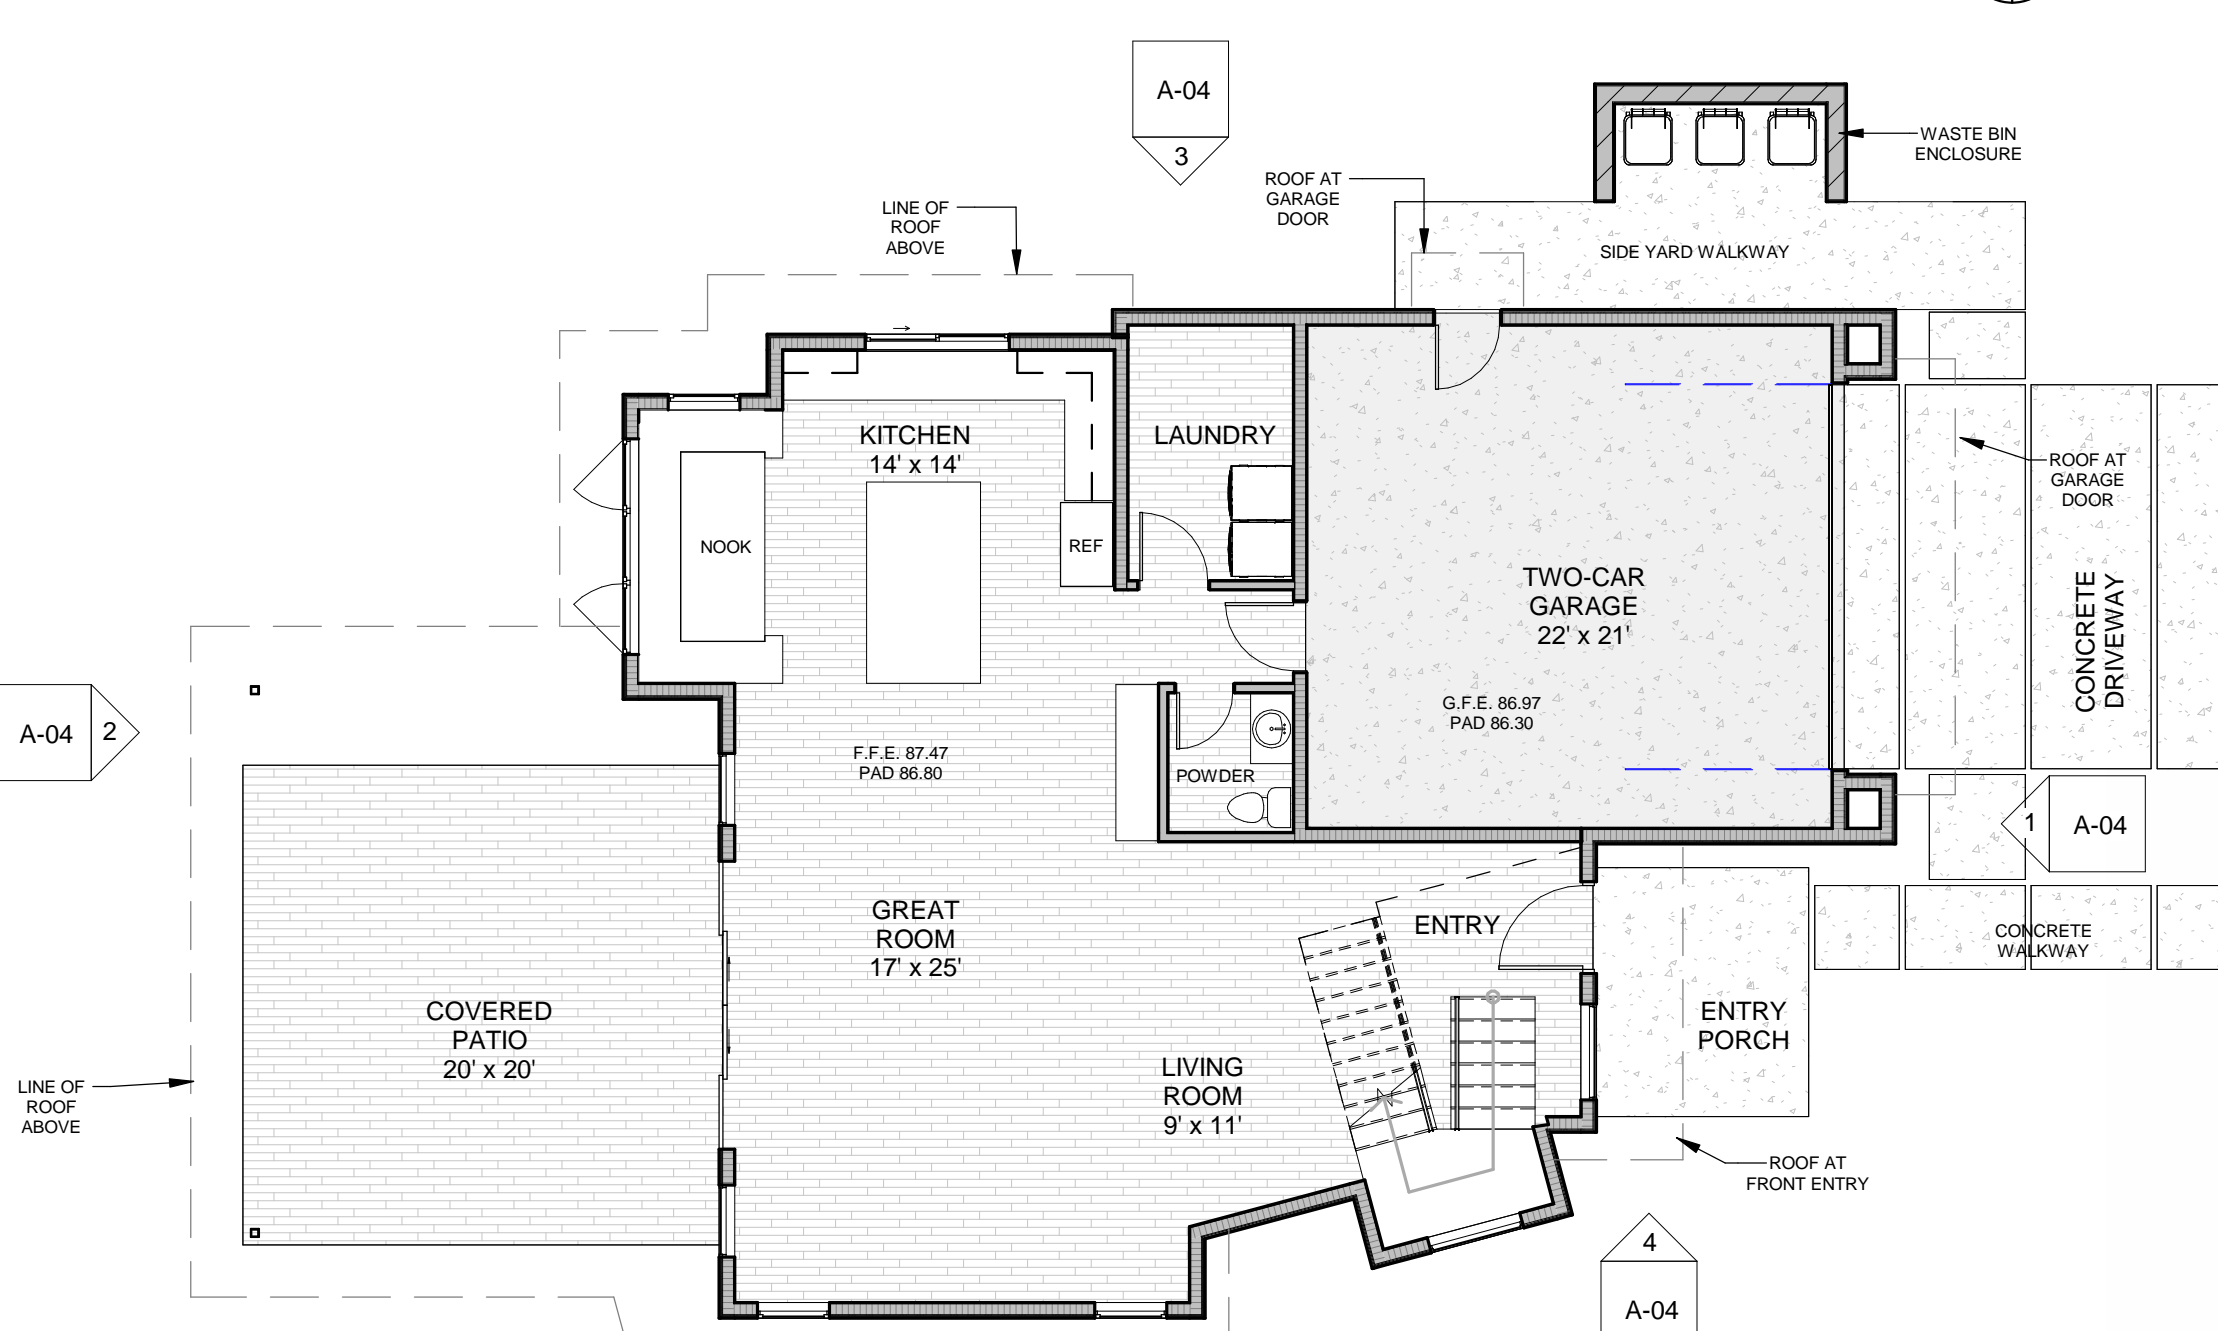 A-04
3
WASTE BIN
ENCLOSURE
ROOF AT
GARAGE
DOOR
LINE OF
ROOF
ABOVE
SIDE YARD WALKWAY
KITCHEN
14' x 14'
LAUNDRY
ROOF AT
GARAGE
DOOR
NOOK
REF
TWO-CAR
GARAGE
22' x 21'
CONCRETE
DRIVEWAY
A-04
2
G.F.E. 86.97
PAD 86.30
F.F.E. 87.47
PAD 86.80
POWDER
1
A-04
GREAT
ROOM
17' x 25'
ENTRY
CONCRETE
WALKWAY
COVERED
PATIO
20' x 20'
ENTRY
PORCH
LIVING
ROOM
9' x 11'
LINE OF
ROOF
ABOVE
ROOF AT
FRONT ENTRY
4
A-04